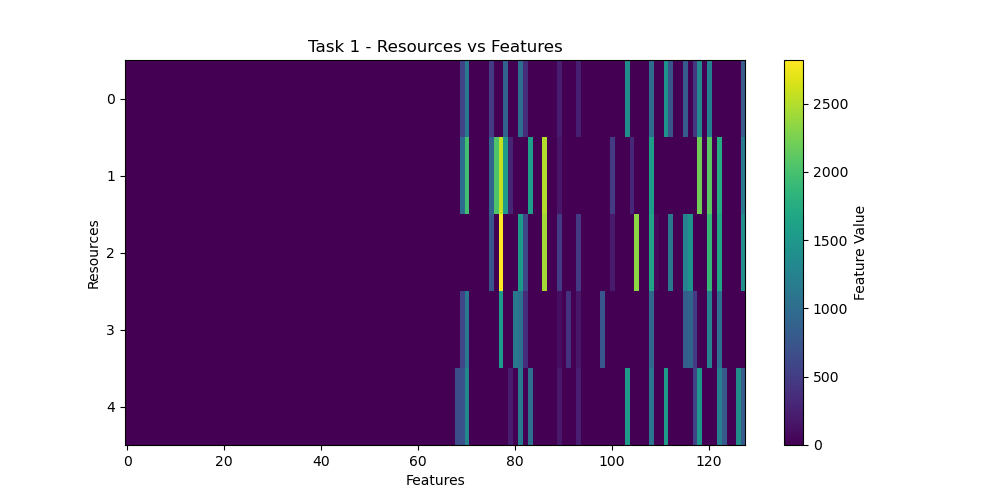 Task 1 - Resources vs Features
0
1
2
3
4
Resources
0 20 40 60 80 100 120
Features
2500
2000
1500
1000
500
0
Feature Value